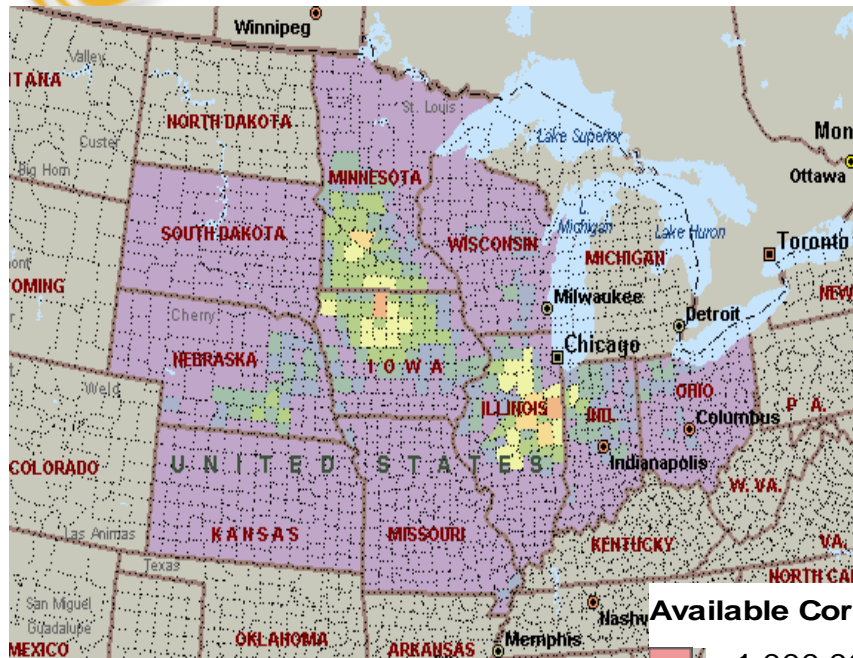 Winnipeg
Valley
TANA
St. Louis
NORTH DAKOTA
Lake Superior
Mon
Custer
Ottawa
Big Horn
MINNESOTA
L. Michigan
Lake Huron
SOUTH DAKOTA
WISCONSIN
Toronto
MICHIGAN
OMING
NEW
Milwaukee
Cherry
Detroit
Chicago
NEBRASKA
IOWA
Weld
OHIO
ILLINOIS
IND.
P A.
Columbus
UNITED STATES
Indianapolis
COLORADO
W. VA.
KANSAS
MISSOURI
Las Animas
VA.
KENTUCKY
Texas
NORTH CA
San Miguel
Nashv
Available Cor
Guadalupe
MEXICO
OKLAHOMA
ARKANSAS
Memphis